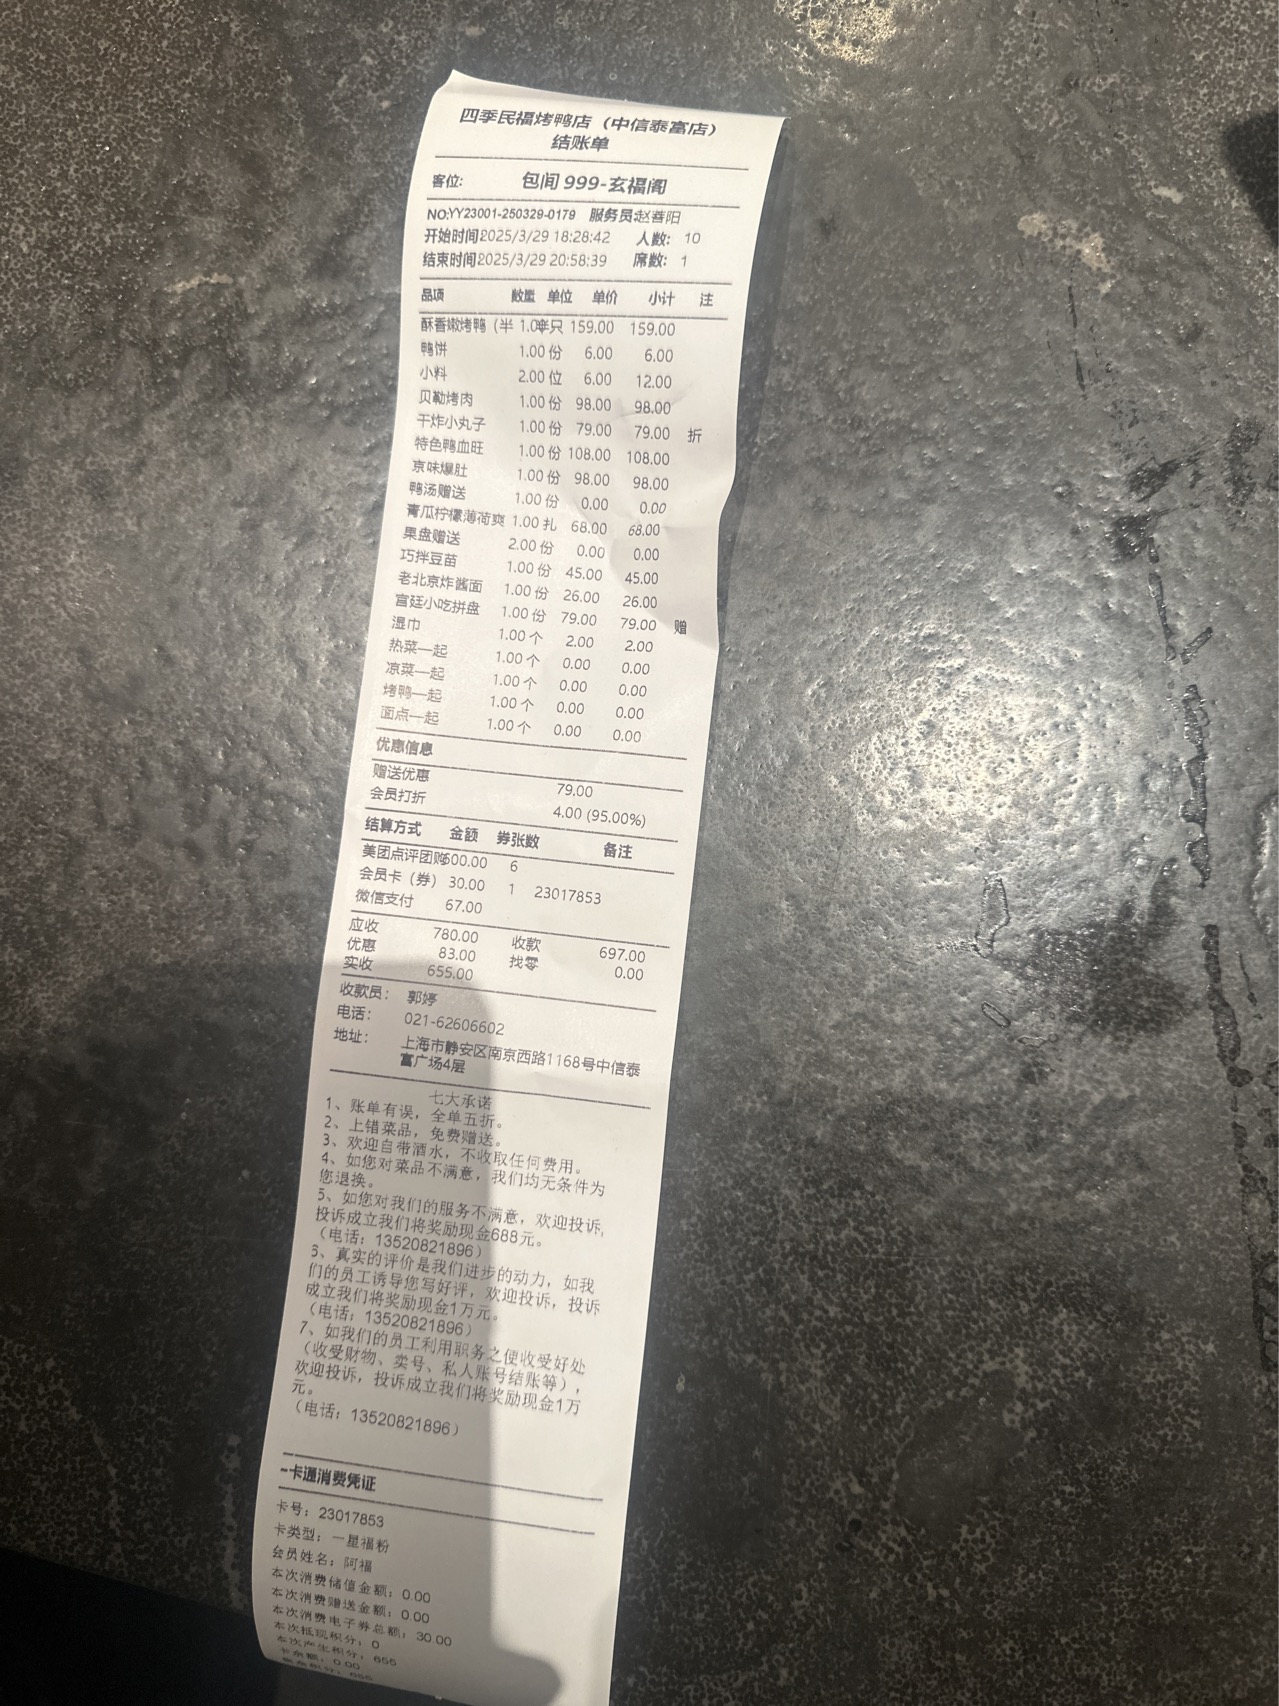 四季民福烤鸭店（中信泰富店）
结账单
客位: 包间 999-玄福阁
NO:YY23001-250329-0179 服务员:赵春阳
开始时间2025/3/29 18:28:42 人数: 10
结束时间2025/3/29 20:58:39 席数: 1
品项 数量 单位 单价 小计 注
酥香嫩烤鸭（半 1.00半只 159.00 159.00
鸭饼 1.00 份 6.00 6.00
小料 2.00 位 6.00 12.00
贝勒烤肉 1.00 份 98.00 98.00
干炸小丸子 1.00 份 79.00 79.00 折
特色鸭血旺 1.00 份 108.00 108.00
京味爆肚 1.00 份 98.00 98.00
鸭汤赠送 1.00 份 0.00 0.00
青瓜柠檬薄荷爽 1.00 扎 68.00 68.00
果盘赠送 2.00 份 0.00 0.00
巧拌豆苗 1.00 份 45.00 45.00
老北京炸酱面 1.00 份 26.00 26.00
宫廷小吃拼盘 1.00 份 79.00 79.00 赠
湿巾 1.00 个 2.00 2.00
热菜—起 1.00 个 0.00 0.00
凉菜—起 1.00 个 0.00 0.00
烤鸭—起 1.00 个 0.00 0.00
面点—起 1.00 个 0.00 0.00
优惠信息
赠送优惠 79.00
会员打折 4.00 (95.00%)
结算方式 金额 券张数 备注
美团点评团购600.00 6
会员卡（券） 30.00 1 23017853
微信支付 67.00
应收 780.00 收款 697.00
优惠 83.00 找零 0.00
实收 655.00
收款员: 郭婷
电话: 021-62606602
地址: 上海市静安区南京西路1168号中信泰
富广场4层
七大承诺
1、账单有误，全单五折。
2、上错菜品，免费赠送。
3、欢迎自带酒水，不收取任何费用。
4、如您对菜品不满意，我们均无条件为
您退换。
5、如您对我们的服务不满意，欢迎投诉，
投诉成立我们将奖励现金688元。
（电话：13520821896）
6、真实的评价是我们进步的动力，如我
们的员工诱导您写好评，欢迎投诉，投诉
成立我们将奖励现金1万元。
（电话：13520821896）
7、如我们的员工利用职务之便收受好处
（收受财物、卖号、私人账号结账等），
欢迎投诉，投诉成立我们将奖励现金1万
元。
（电话：13520821896）
一卡通消费凭证
卡号：23017853
卡类型：一星福粉
会员姓名：阿福
本次消费储值金额：0.00
本次消费赠送金额：0.00
本次消费电子券总额：30.00
本次抵现积分：0
本次产生积分：655
卡余额：0.00
积分：655